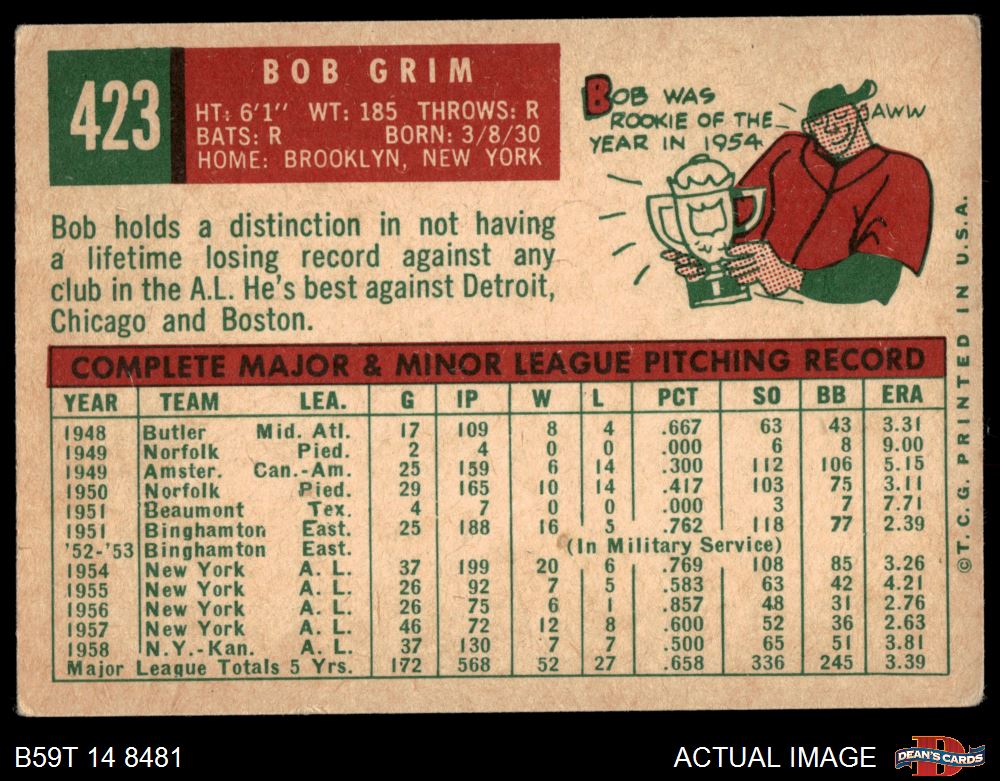 423
BOB GRIM
HT: 6'1" WT: 185 THROWS: R
BATS: R BORN: 3/8/30
HOME: BROOKLYN, NEW YORK
BOB WAS
ROOKIE OF THE
YEAR IN 1954
AWW
Bob holds a distinction in not having
a lifetime losing record against any
club in the A.L. He's best against Detroit,
Chicago and Boston.
COMPLETE MAJOR & MINOR LEAGUE PITCHING RECORD
YEAR TEAM LEA. G IP W L PCT SO BB ERA
1948 Butler Mid. Atl. 17 109 8 4 .667 63 43 3.31
1949 Norfolk Pied. 2 4 0 0 .000 6 8 9.00
1949 Amster. Can.-Am. 25 159 6 14 .300 112 106 5.15
1950 Norfolk Pied. 29 165 10 14 .417 103 75 3.11
1951 Beaumont Tex. 4 7 0 0 .000 3 7 7.71
1951 Binghamton East. 25 188 16 5 .762 118 77 2.39
'52-'53 Binghamton East. (In Military Service)
1954 New York A. L. 37 199 20 6 .769 108 85 3.26
1955 New York A. L. 26 92 7 5 .583 63 42 4.21
1956 New York A. L. 26 75 6 1 .857 48 31 2.76
1957 New York A. L. 46 72 12 8 .600 52 36 2.63
1958 N.Y.-Kan. A. L. 37 130 7 7 .500 65 51 3.81
Major League Totals 5 Yrs. 172 568 52 27 .658 336 245 3.39
©T. C. G. PRINTED IN U.S.A.
B59T 14 8481
ACTUAL IMAGE
D
DEAN'S CARDS